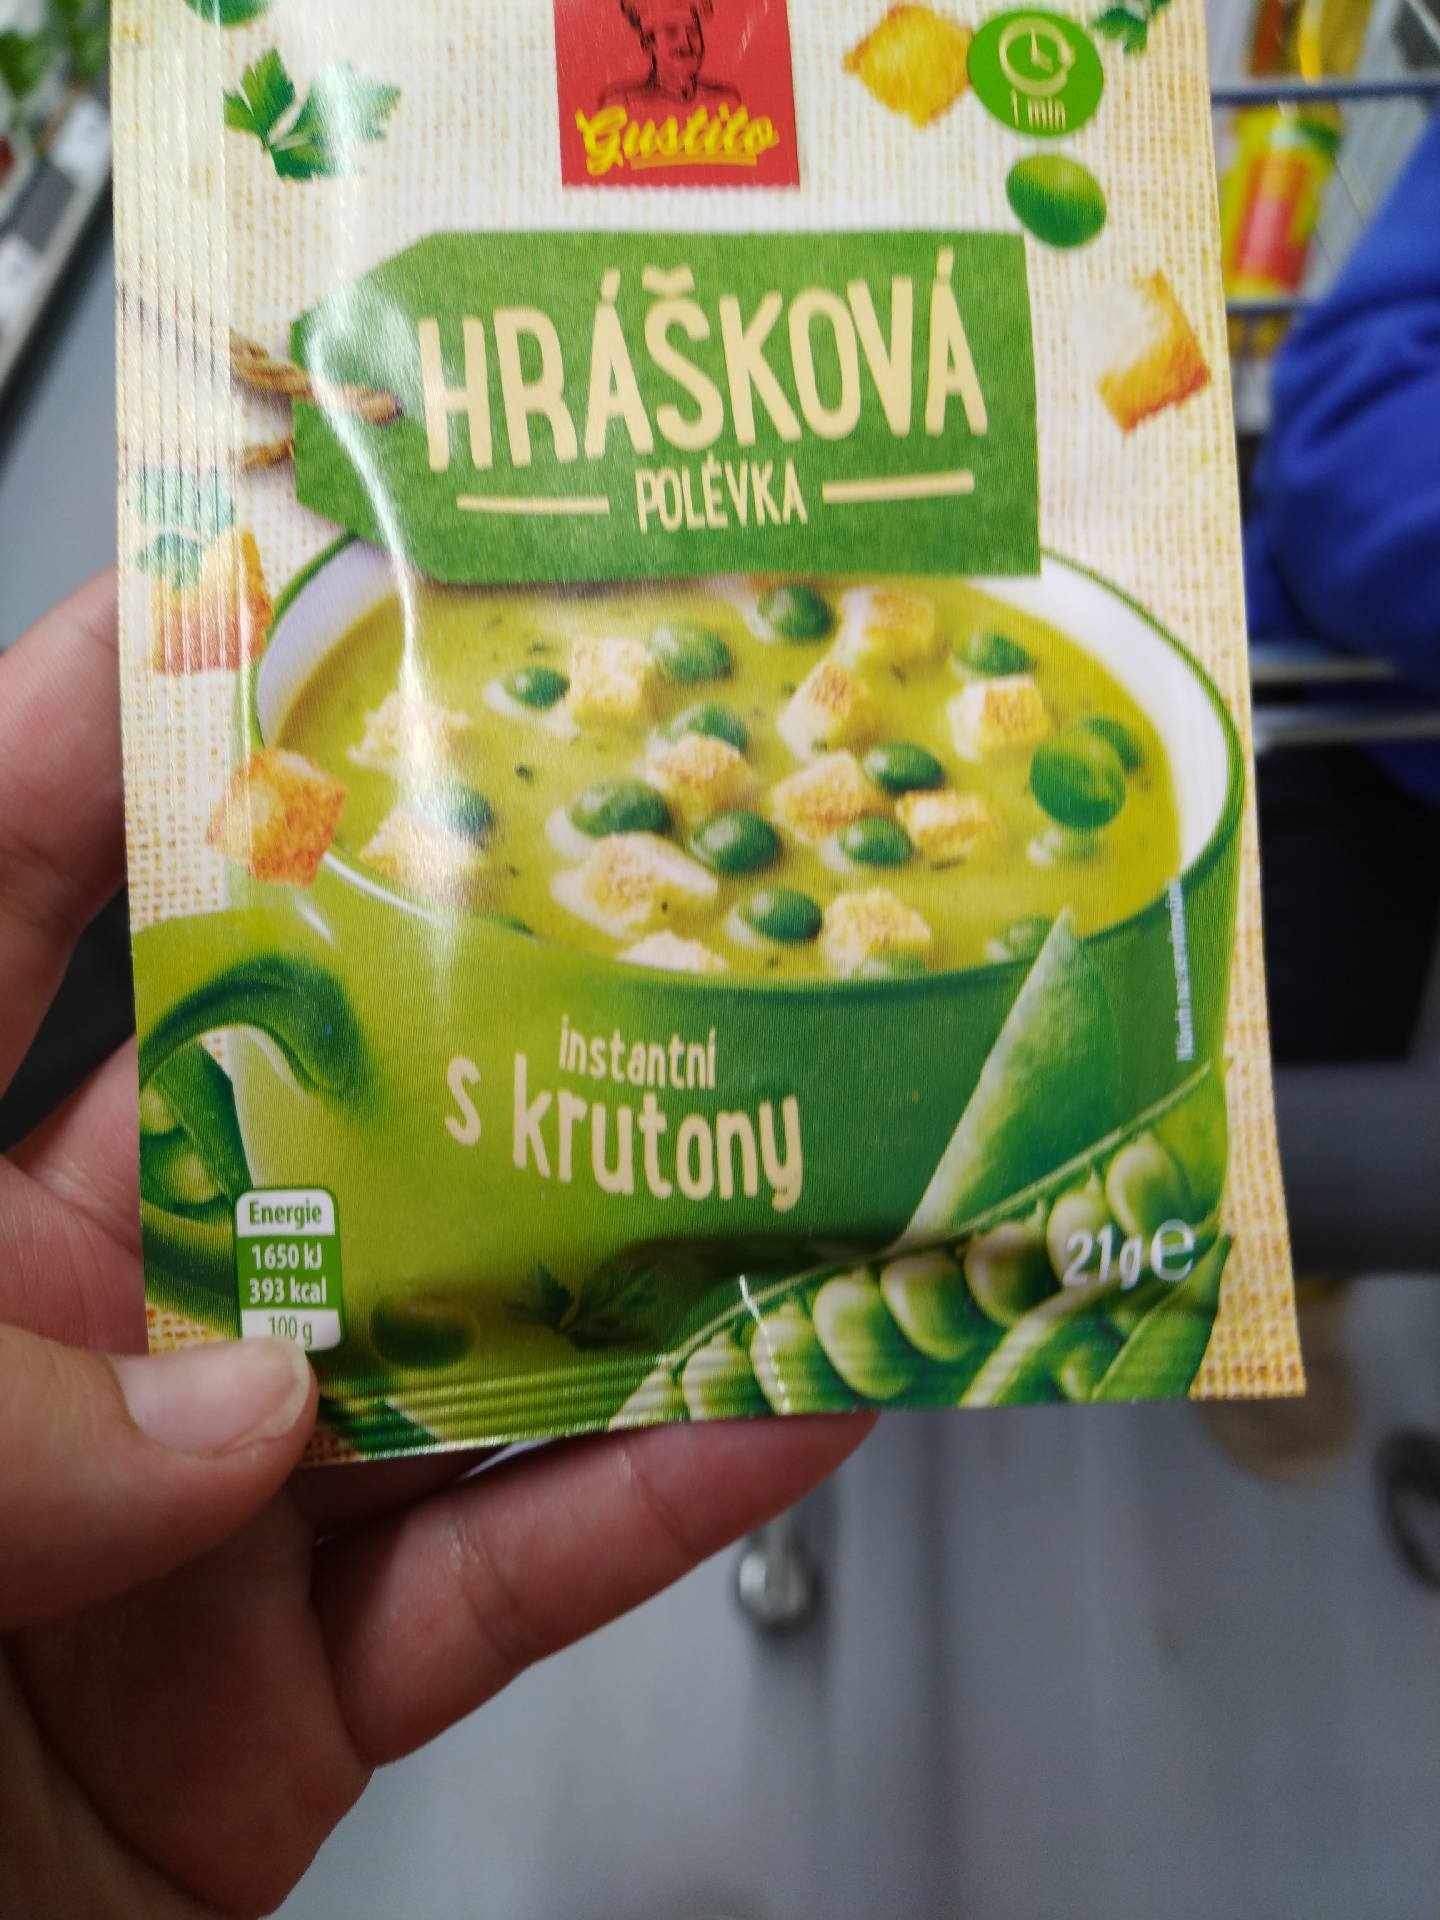 Gustito
1 min
HRÁŠKOVÁ
POLÉVKA
instantní
s krutony
Energie
1650 kJ
393 kcal
100 g
21g e